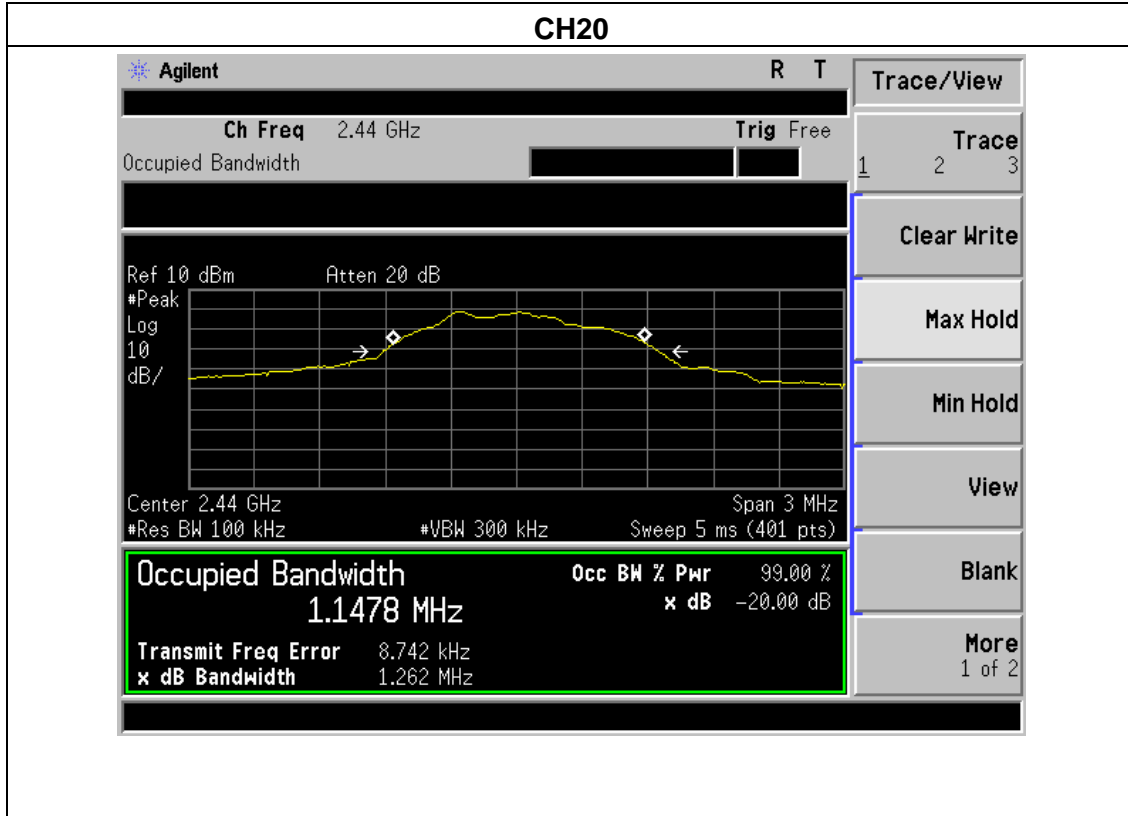 CH20
Agilent R T
Trace/View
Ch Freq 2.44 GHz Trig Free
Occupied Bandwidth
Trace
1 2 3
Clear Write
Ref 10 dBm Atten 20 dB
#Peak
Log
10
dB/
Max Hold
Min Hold
View
Center 2.44 GHz Span 3 MHz
#Res BW 100 kHz #VBW 300 kHz Sweep 5 ms (401 pts)
Occupied Bandwidth Occ BW % Pwr 99.00 %
1.1478 MHz x dB -20.00 dB
Blank
Transmit Freq Error 8.742 kHz
x dB Bandwidth 1.262 MHz
More
1 of 2